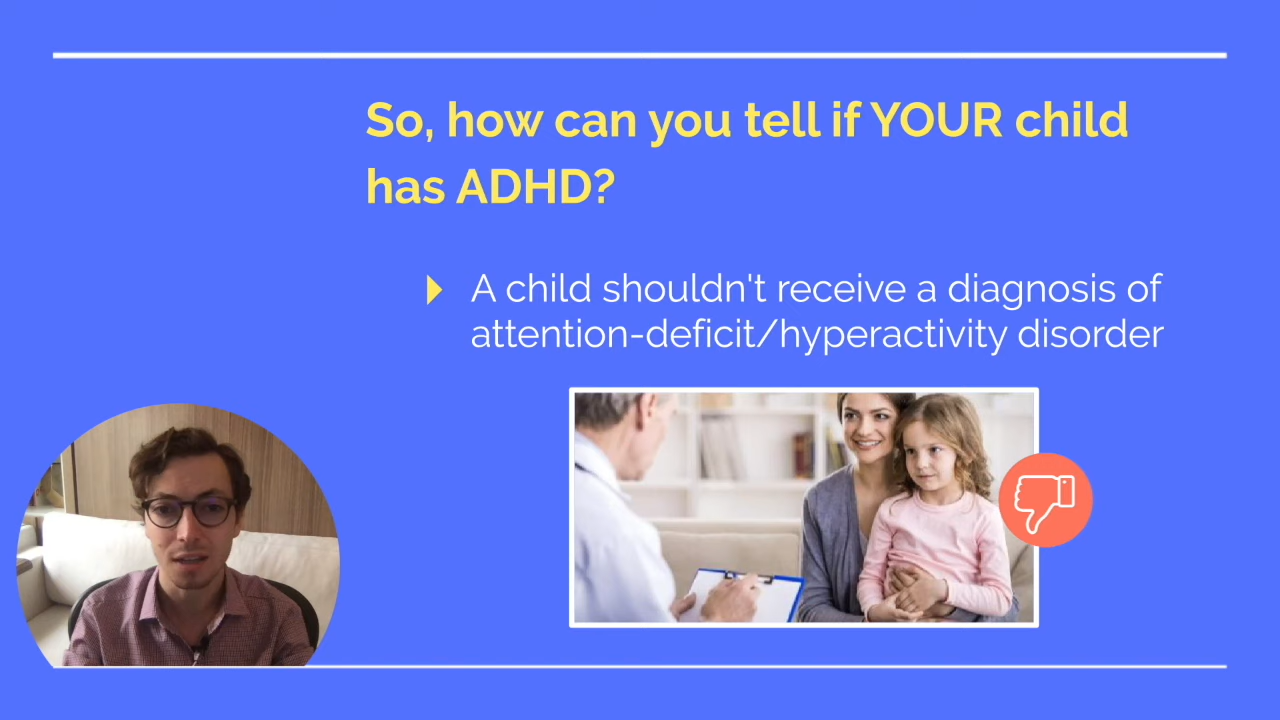 So, how can you tell if YOUR child
has ADHD?
A child shouldn't receive a diagnosis of
attention-deficit/hyperactivity disorder